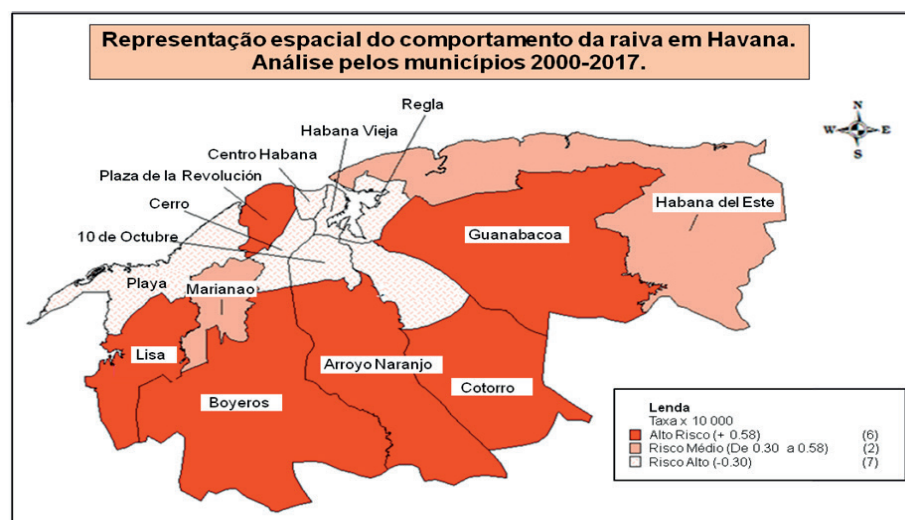 Representação espacial do comportamento da raiva em Havana.
Análise pelos municípios 2000-2017.
Regla
Habana Vieja
Centro Habana
Plaza de la Revolución
Cerro
10 de Octubre
Playa
Marianao
Lisa
Boyeros
Arroyo Naranjo
Cotorro
Guanabacoa
Habana del Este
N
W
E
S
Lenda
Taxa x 10 000
Alto Risco (+ 0.58) (6)
Risco Médio (De 0.30 a 0.58) (2)
Risco Alto (-0.30) (7)